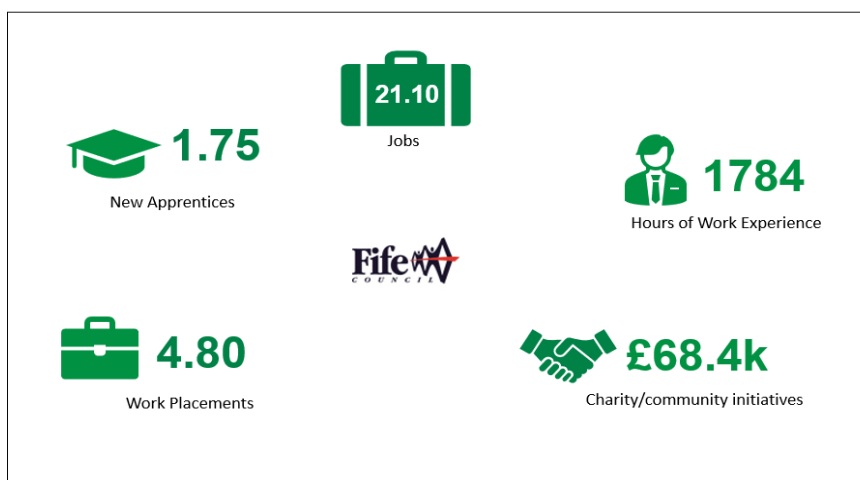 21.10
Jobs
1.75
New Apprentices
1784
Hours of Work Experience
Fife
COUNCIL
4.80
Work Placements
£68.4k
Charity/community initiatives